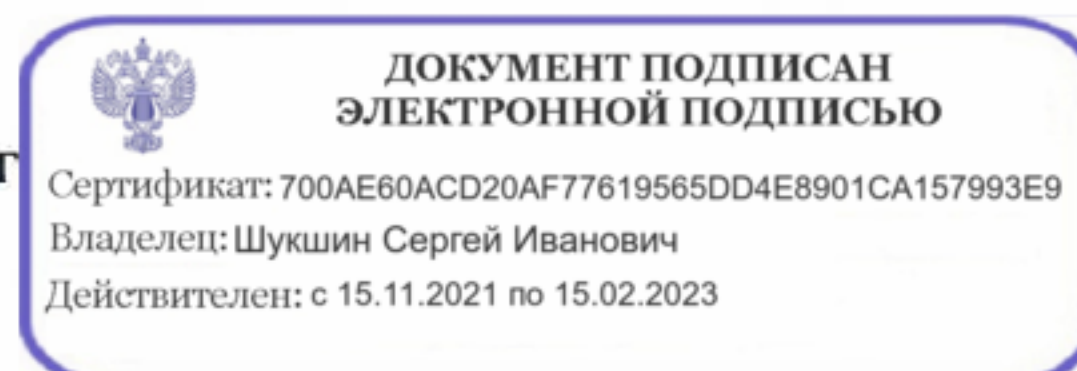 ДОКУМЕНТ ПОДПИСАН
ЭЛЕКТРОННОЙ ПОДПИСЬЮ
г
Сертификат: 700AE60ACD20AF77619565DD4E8901CA157993E9
Владелец: Шукшин Сергей Иванович
Действителен: с 15.11.2021 по 15.02.2023